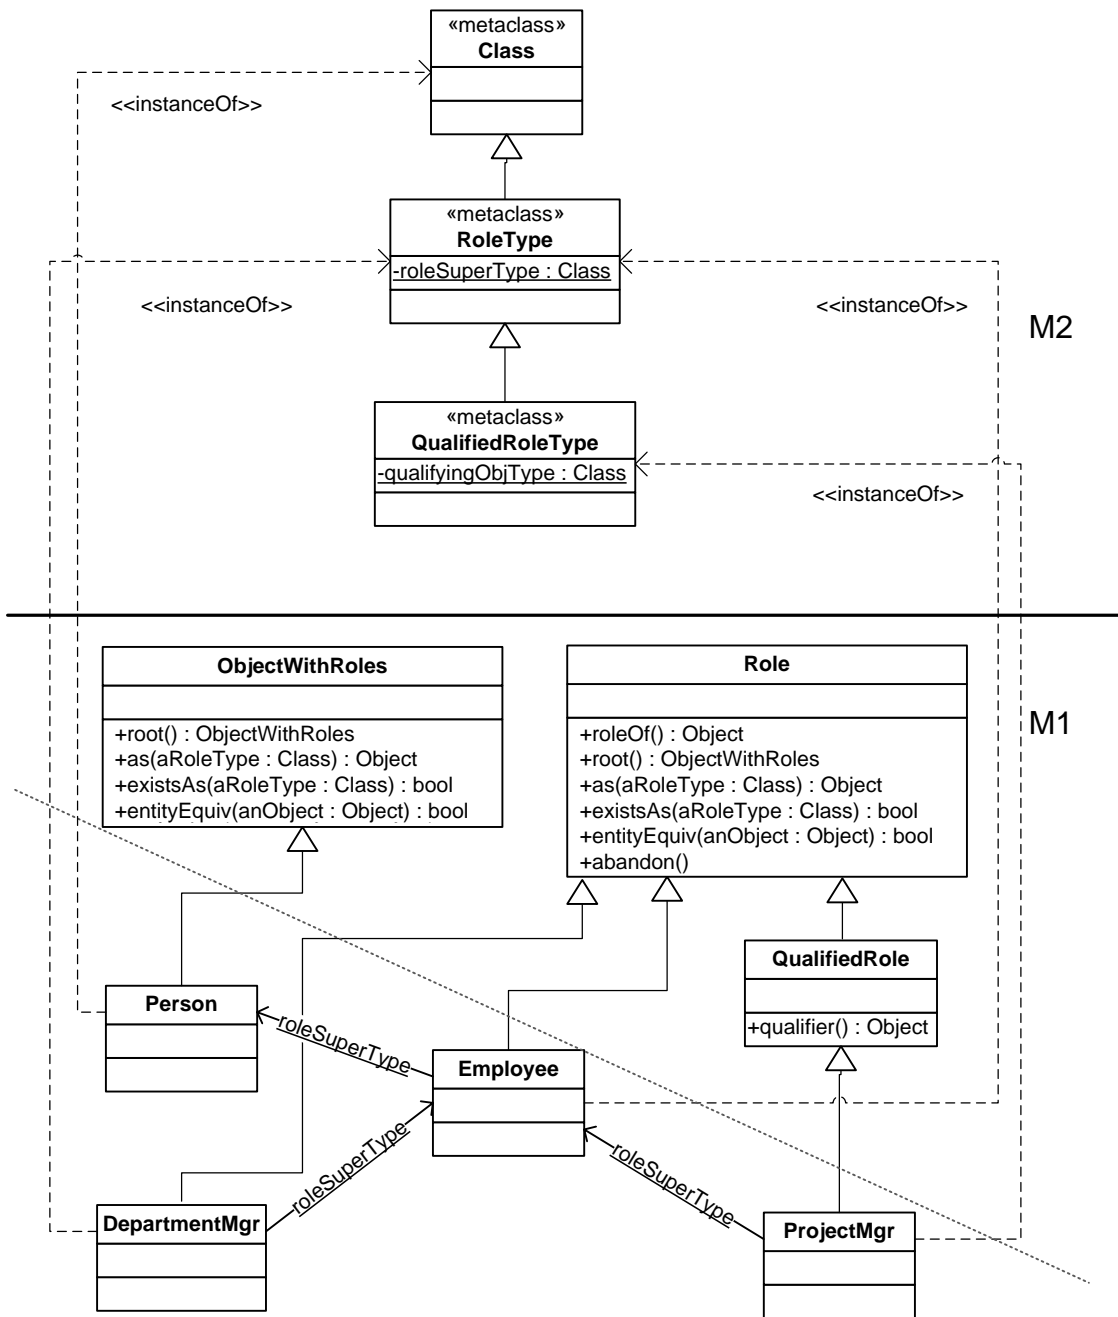 «metaclass»
Class
<<instanceOf>>
«metaclass»
RoleType
-roleSuperType : Class
<<instanceOf>>
<<instanceOf>>
M2
«metaclass»
QualifiedRoleType
-qualifyingObjType : Class
<<instanceOf>>
ObjectWithRoles
+root() : ObjectWithRoles
+as(aRoleType : Class) : Object
+existsAs(aRoleType : Class) : bool
+entityEquiv(anObject : Object) : bool
Role
+roleOf() : Object
+root() : ObjectWithRoles
+as(aRoleType : Class) : Object
+existsAs(aRoleType : Class) : bool
+entityEquiv(anObject : Object) : bool
+abandon()
M1
QualifiedRole
+qualifier() : Object
Person
roleSuperType
Employee
roleSuperType
roleSuperType
DepartmentMgr
ProjectMgr